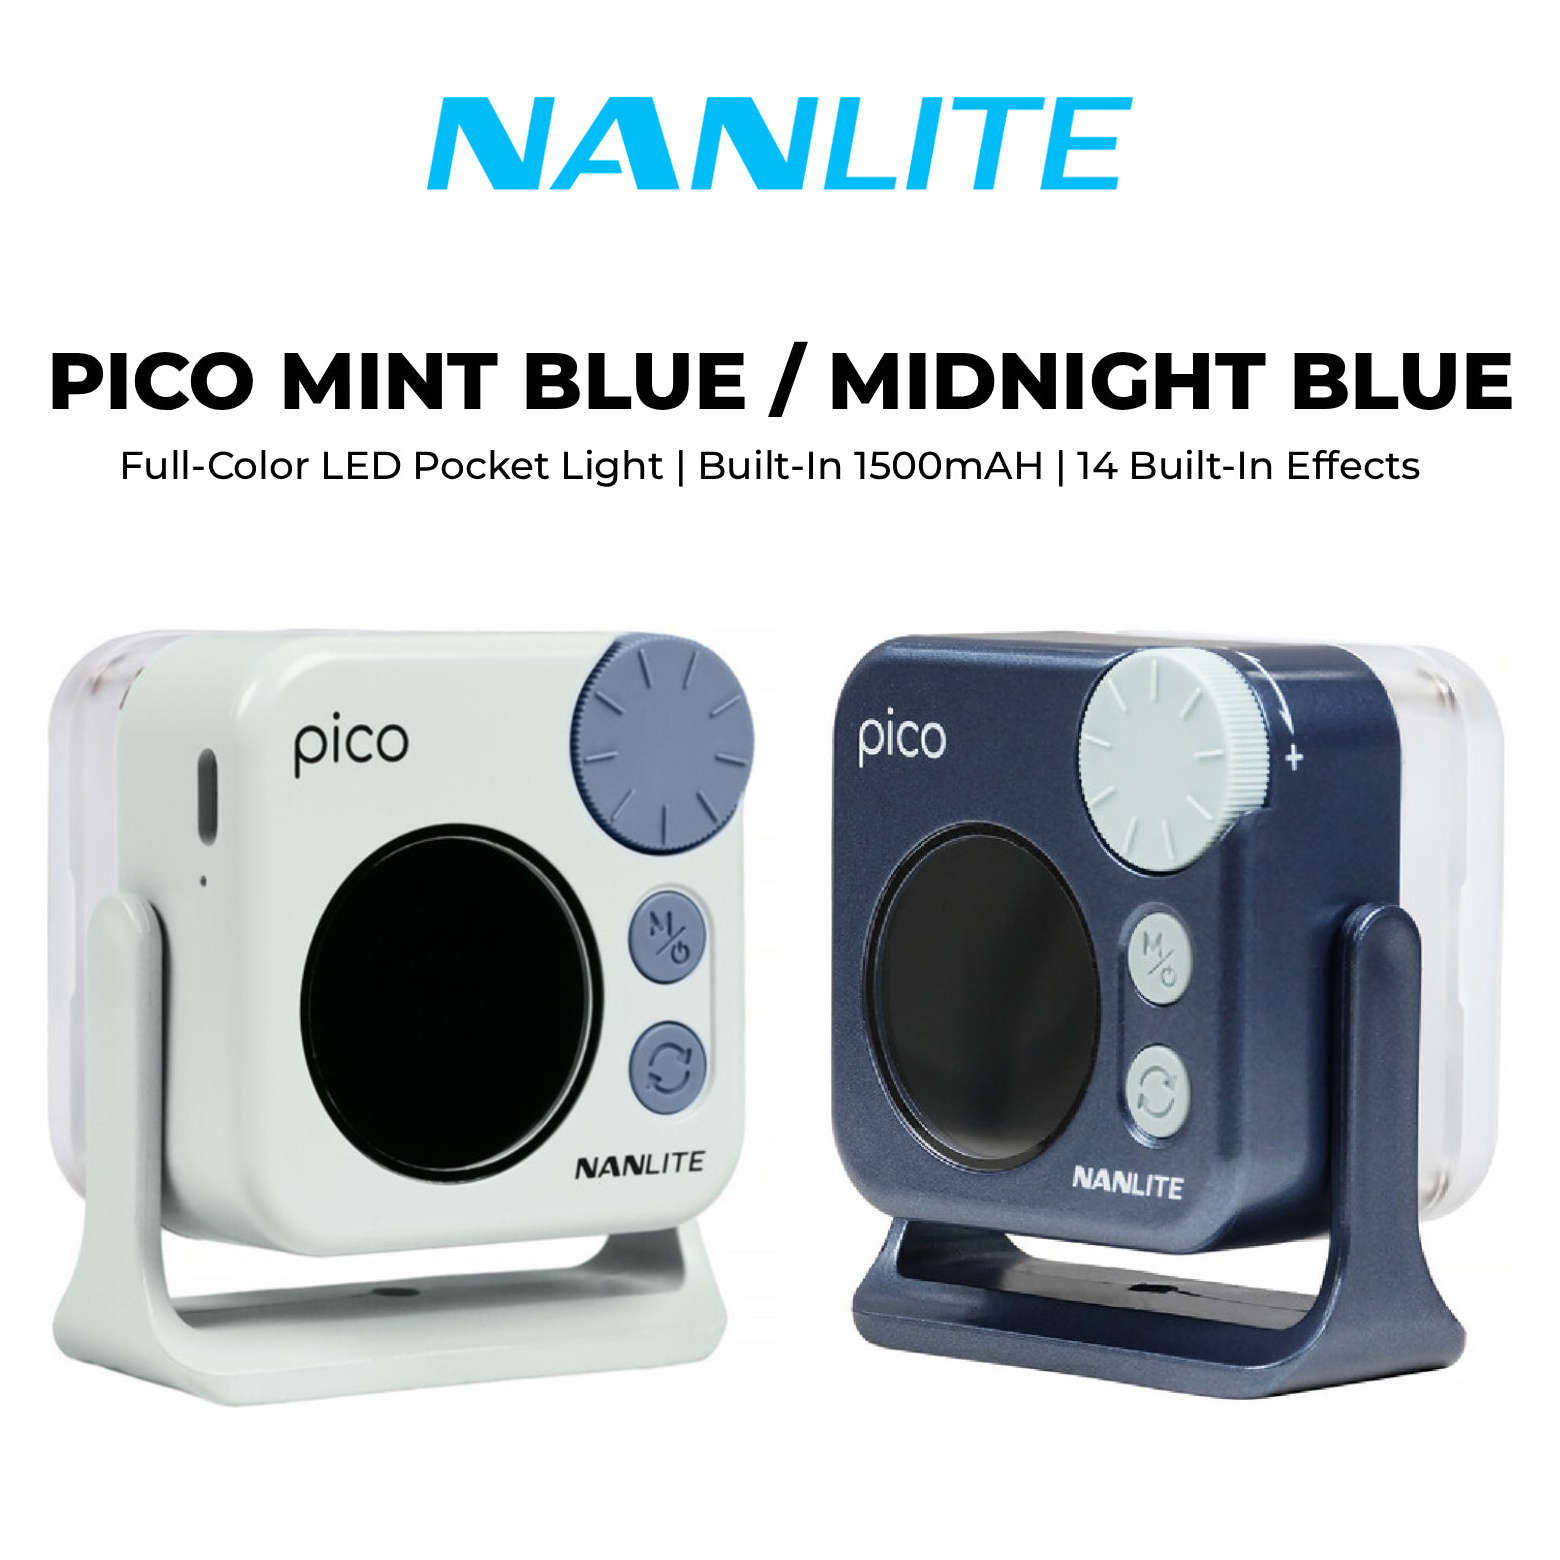 NANLITE
PICO MINT BLUE / MIDNIGHT BLUE
Full-Color LED Pocket Light | Built-In 1500mAH | 14 Built-In Effects
pico
M/
NANLITE
pico
+
M/
NANLITE